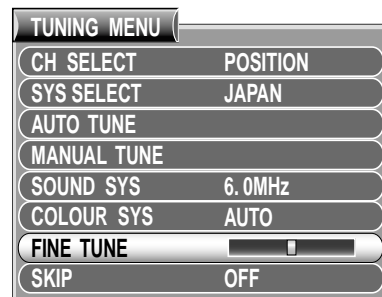 TUNING MENU
CH SELECT POSITION
SYS SELECT JAPAN
AUTO TUNE
MANUAL TUNE
SOUND SYS 6. 0MHz
COLOUR SYS AUTO
FINE TUNE
SKIP OFF